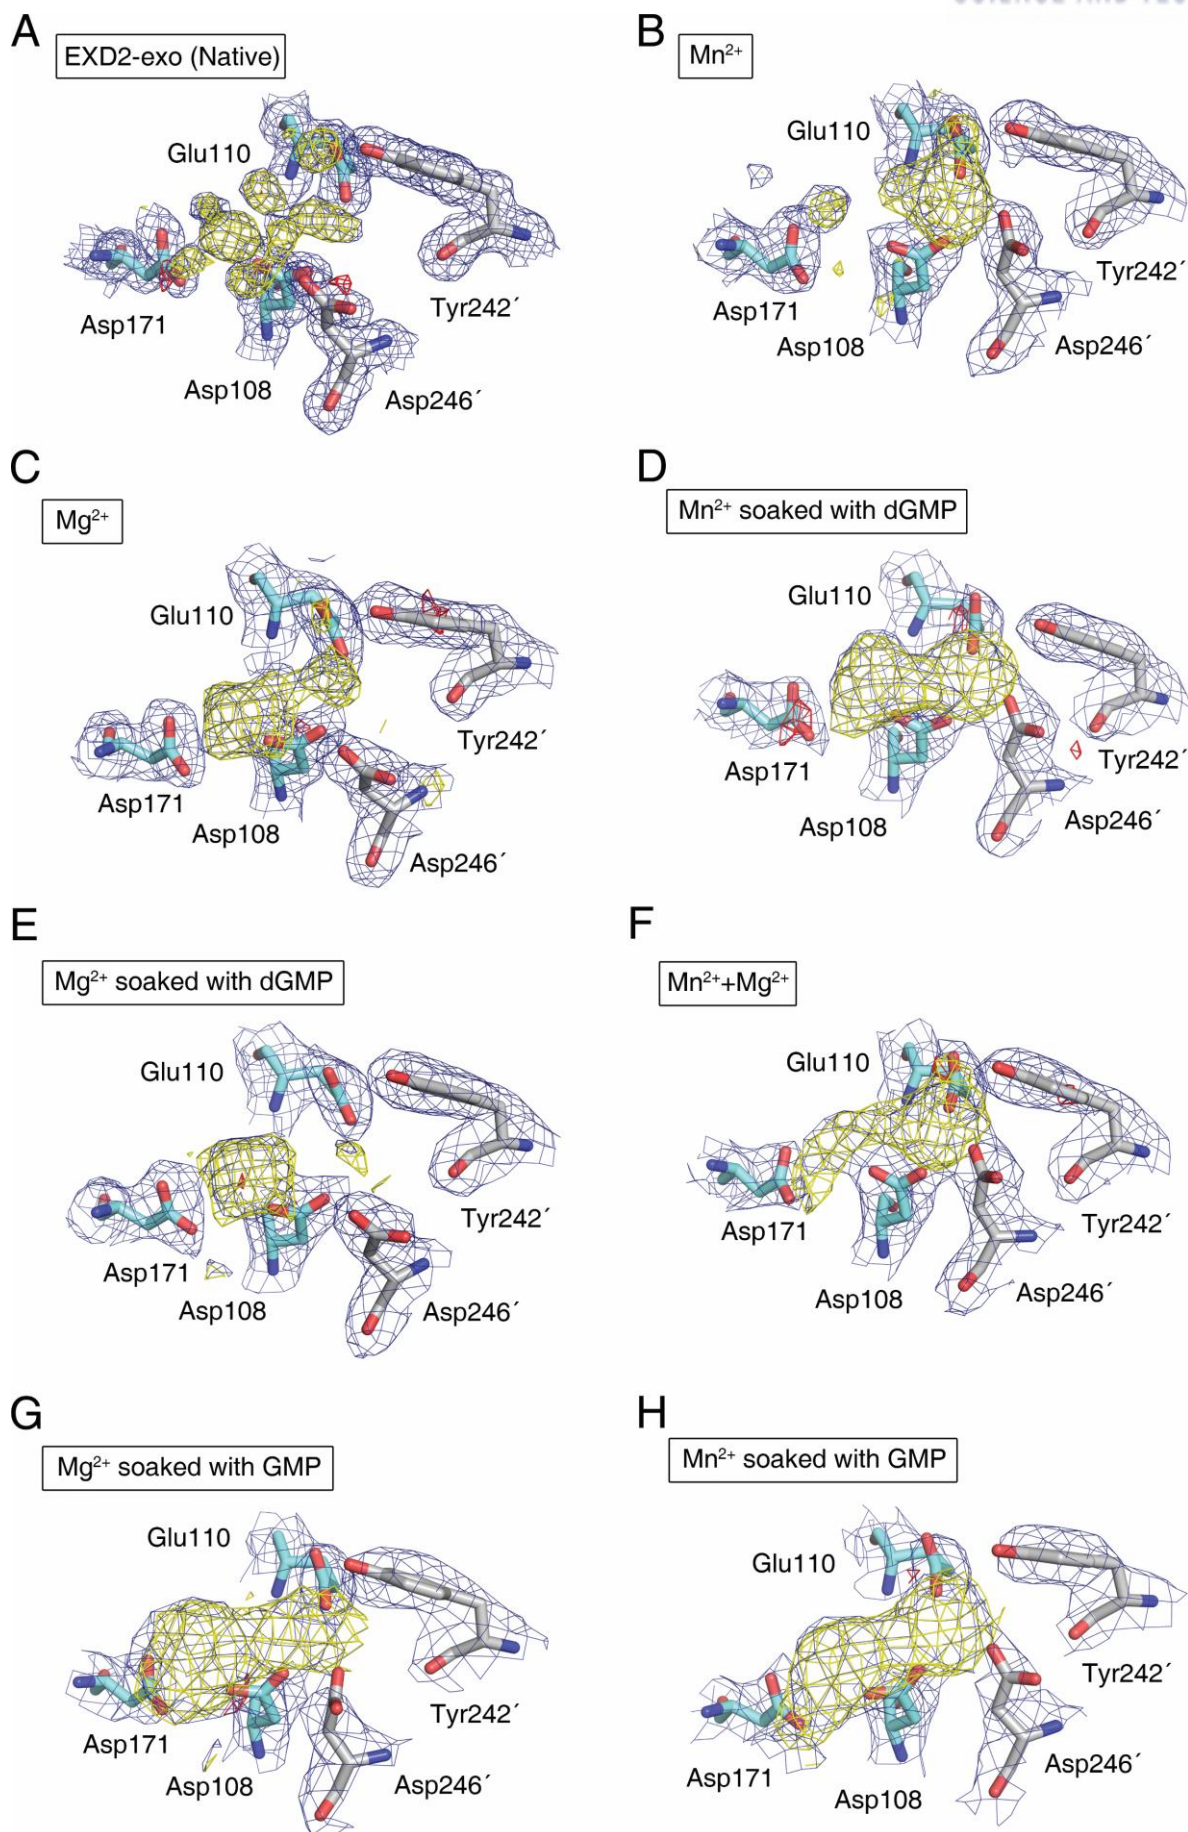 A
EXD2-exo (Native)
Glu110
Asp171
Asp108
Tyr242´
Asp246´
B
Mn²⁺
Glu110
Asp171
Asp108
Tyr242´
Asp246´
C
Mg²⁺
Glu110
Asp171
Asp108
Tyr242´
Asp246´
D
Mn²⁺ soaked with dGMP
Glu110
Asp171
Asp108
Tyr242´
Asp246´
E
Mg²⁺ soaked with dGMP
Glu110
Asp171
Asp108
Tyr242´
Asp246´
F
Mn²⁺+Mg²⁺
Glu110
Asp171
Asp108
Tyr242´
Asp246´
G
Mg²⁺ soaked with GMP
Glu110
Asp171
Asp108
Tyr242´
Asp246´
H
Mn²⁺ soaked with GMP
Glu110
Asp171
Asp108
Tyr242´
Asp246´